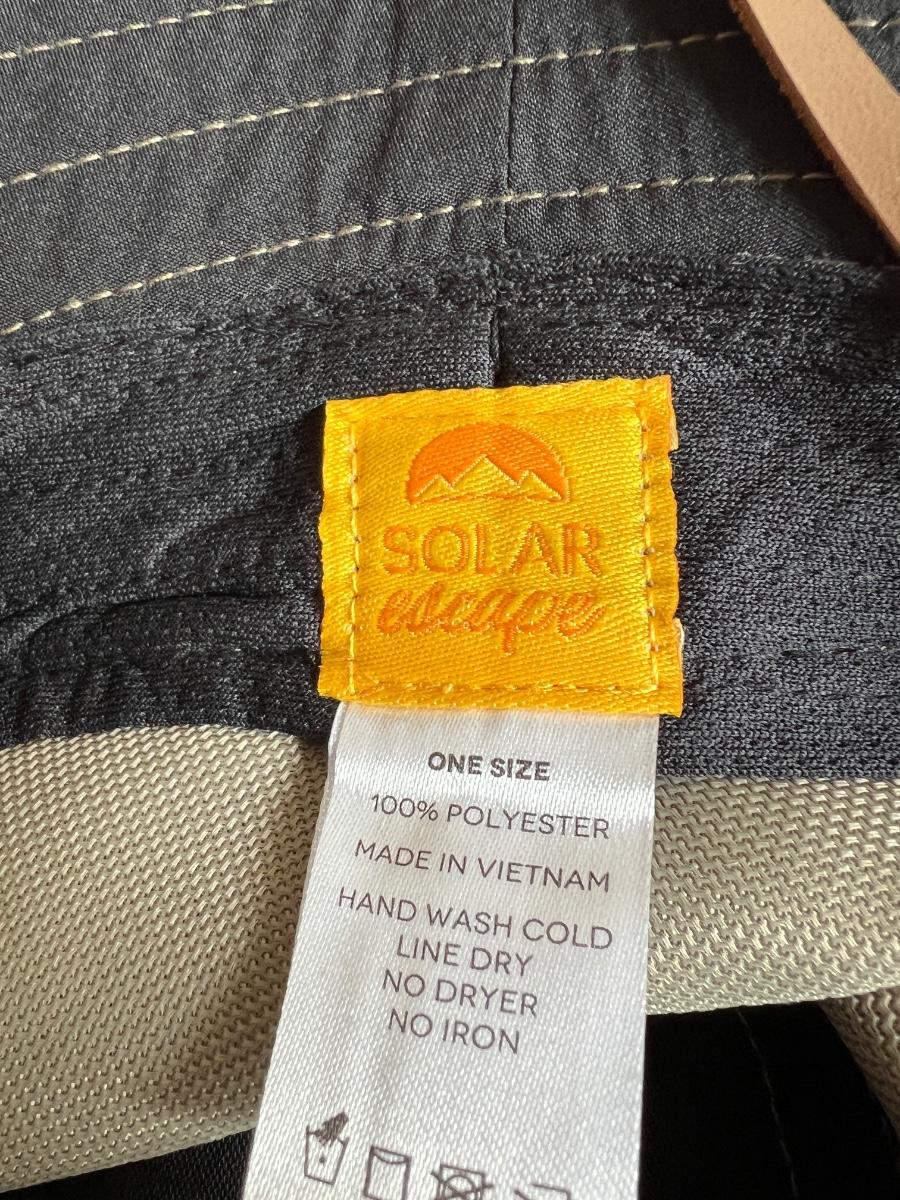 SOLAR
escape
ONE SIZE
100% POLYESTER
MADE IN VIETNAM
HAND WASH COLD
LINE DRY
NO DRYER
NO IRON